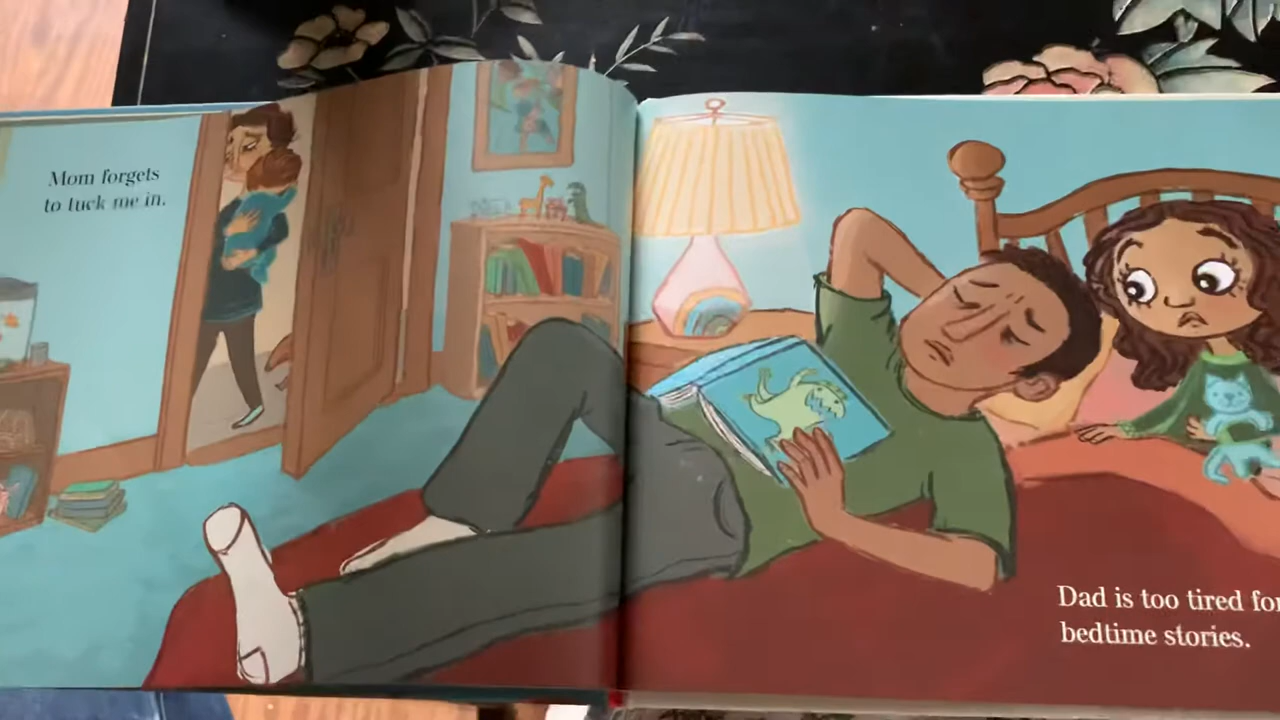 Mom forgets
to tuck me in.
Dad is too tired for
bedtime stories.